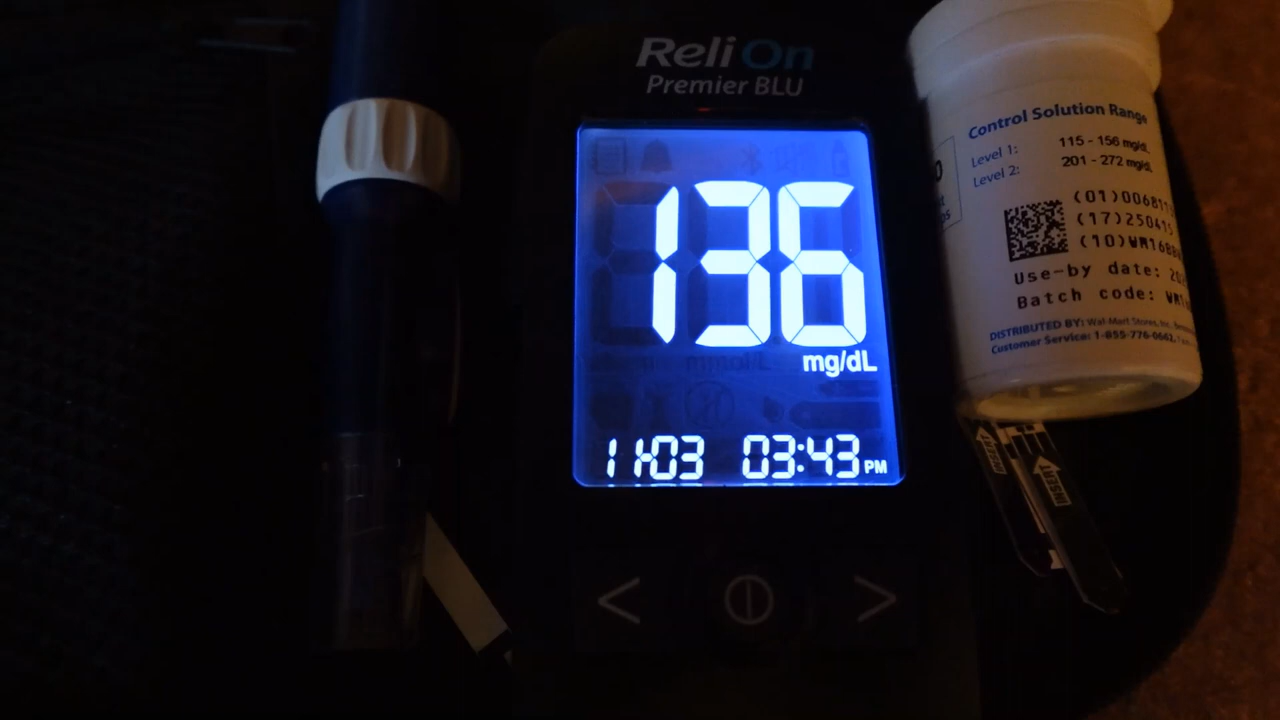 ReliOn
Premier BLU
136
mg/dL
mmol/L
11-03 03:43 PM
Control Solution Range
Level 1: 115 - 156 mg/dL
Level 2: 201 - 272 mg/dL
(01)00681
(17)250415
(10)WM168
Use-by date:
Batch code:
DISTRIBUTED BY: Wal-Mart Stores, Inc.,
Customer Service: 1-855-776-0662,
INSERT
INSERT